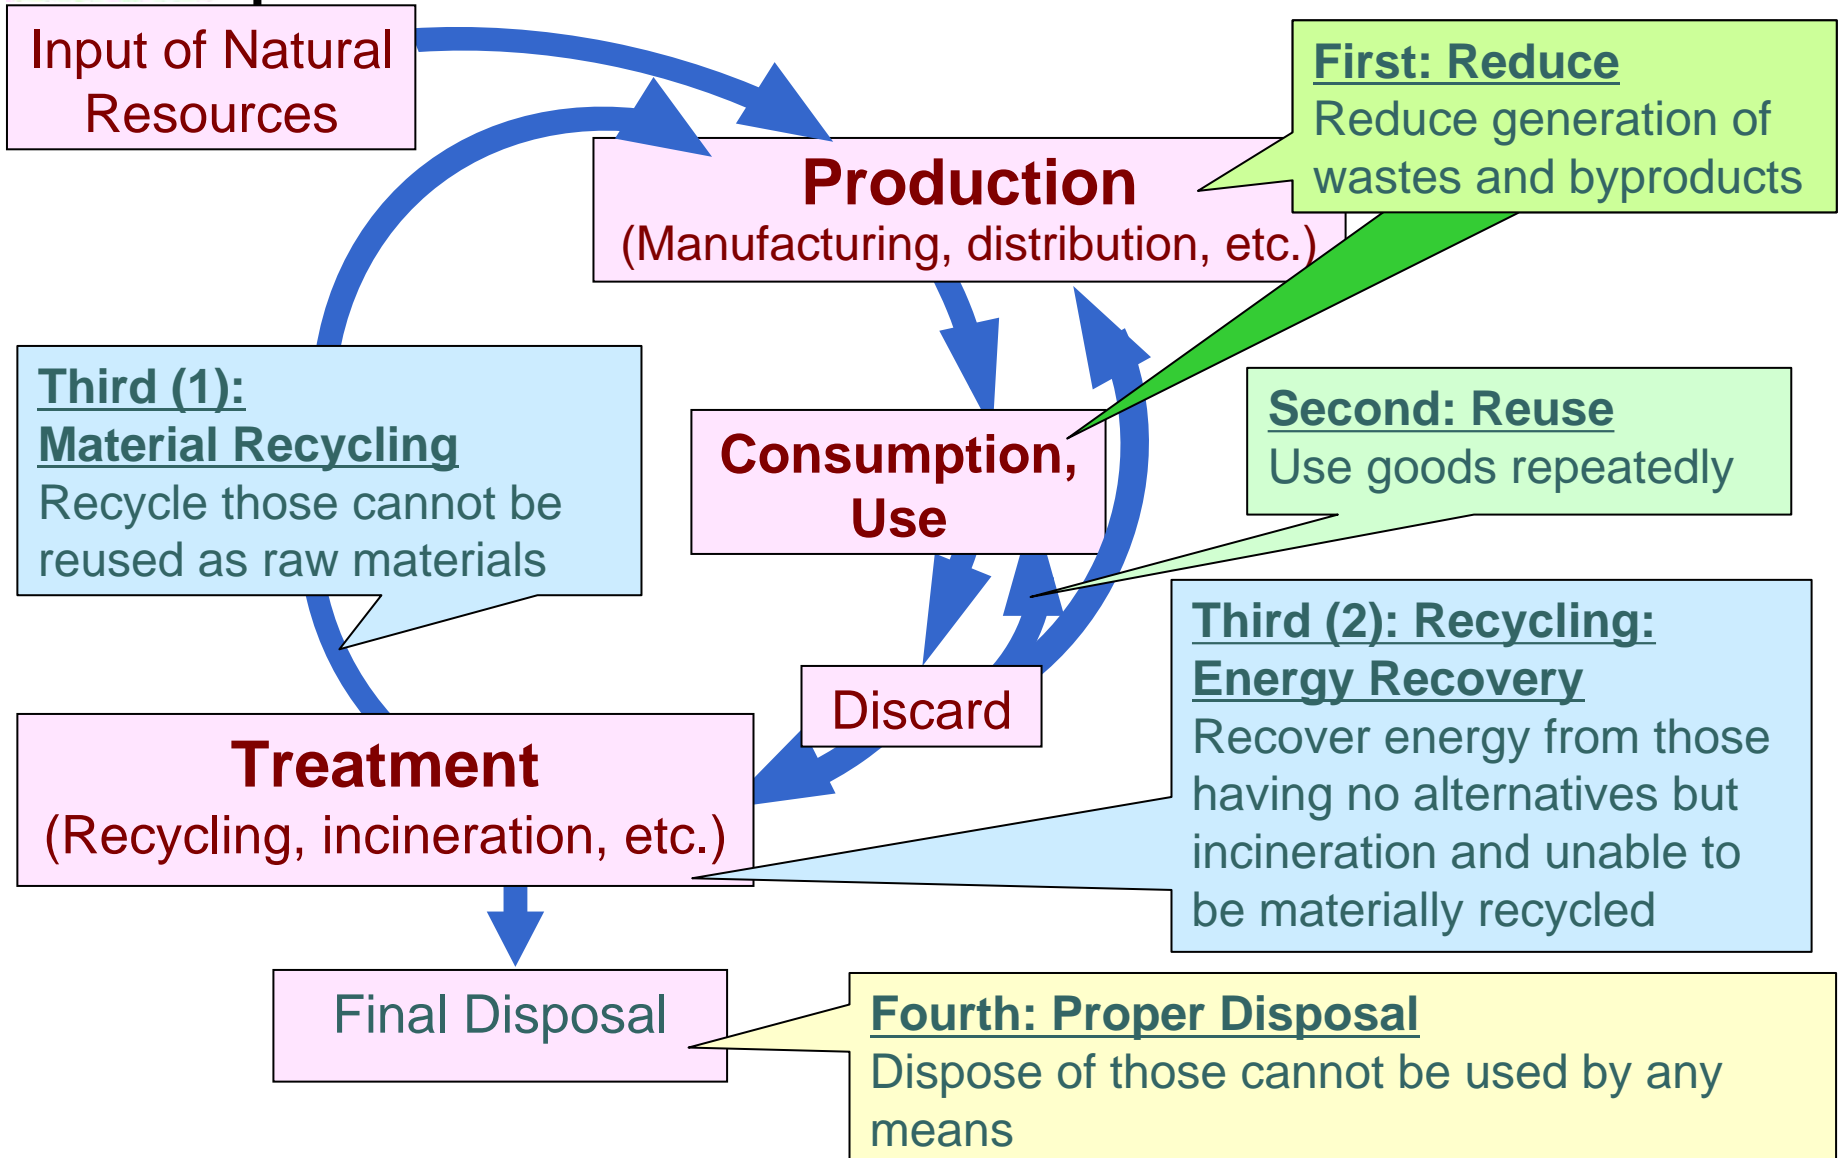 Input of Natural
Resources
First: Reduce
Reduce generation of
wastes and byproducts
Production
(Manufacturing, distribution, etc.)
Third (1):
Material Recycling
Recycle those cannot be
reused as raw materials
Consumption,
Use
Second: Reuse
Use goods repeatedly
Discard
Third (2): Recycling:
Energy Recovery
Recover energy from those
having no alternatives but
incineration and unable to
be materially recycled
Treatment
(Recycling, incineration, etc.)
Final Disposal
Fourth: Proper Disposal
Dispose of those cannot be used by any
means